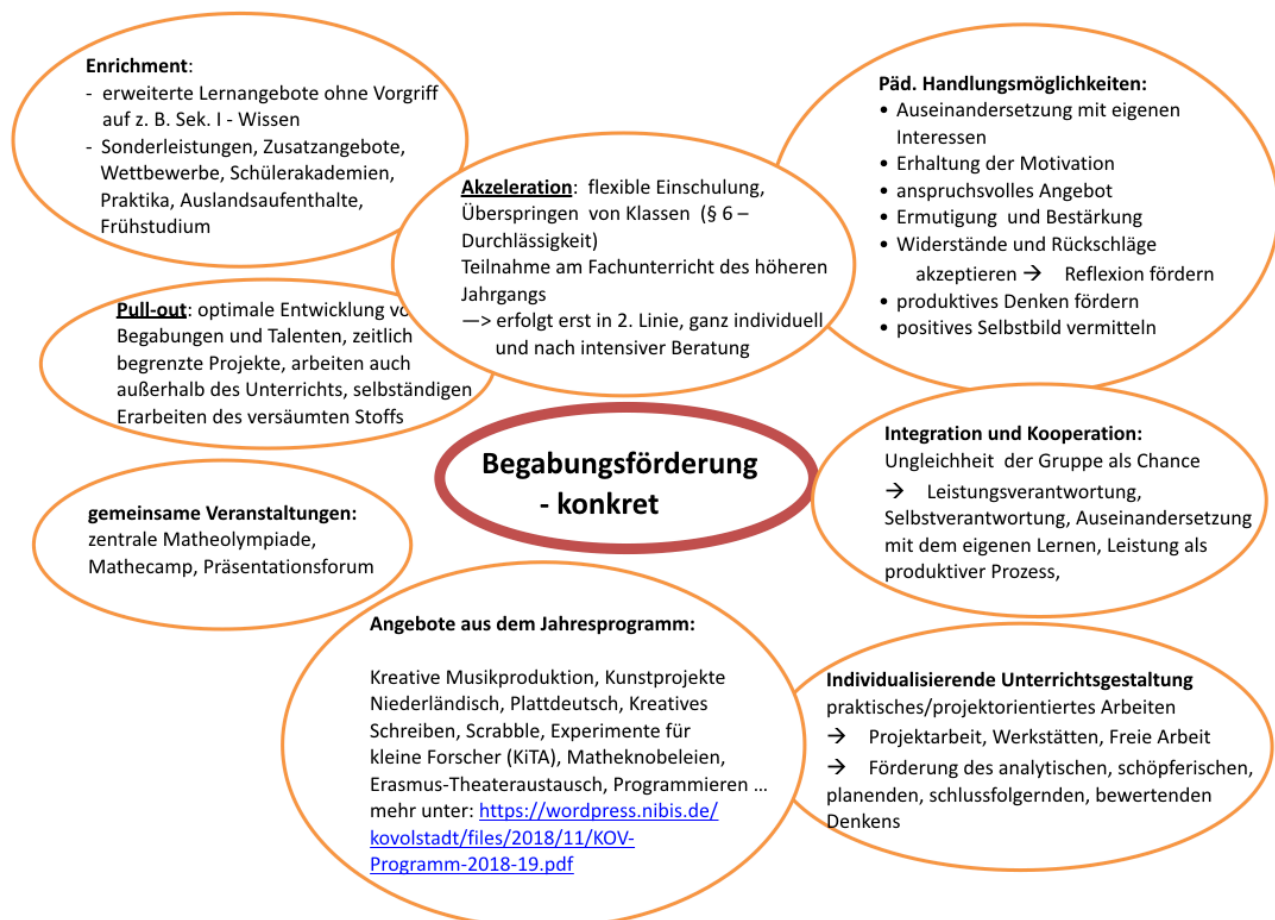 Enrichment:
- erweiterte Lernangebote ohne Vorgriff
auf z. B. Sek. I - Wissen
- Sonderleistungen, Zusatzangebote,
Wettbewerbe, Schülerakademien,
Praktika, Auslandsaufenthalte,
Frühstudium
Akzeleration: flexible Einschulung,
Überspringen von Klassen (§ 6 –
Durchlässigkeit)
Teilnahme am Fachunterricht des höheren
Jahrgangs
—> erfolgt erst in 2. Linie, ganz individuell
und nach intensiver Beratung
Päd. Handlungsmöglichkeiten:
• Auseinandersetzung mit eigenen
Interessen
• Erhaltung der Motivation
• anspruchsvolles Angebot
• Ermutigung und Bestärkung
• Widerstände und Rückschläge
akzeptieren → Reflexion fördern
• produktives Denken fördern
• positives Selbstbild vermitteln
Pull-out: optimale Entwicklung
Begabungen und Talenten, zeitlich
begrenzte Projekte, arbeiten auch
außerhalb des Unterrichts, selbständigen
Erarbeiten des versäumten Stoffs
Begabungsförderung
- konkret
Integration und Kooperation:
Ungleichheit der Gruppe als Chance
→ Leistungsverantwortung,
Selbstverantwortung, Auseinandersetzung
mit dem eigenen Lernen, Leistung als
produktiver Prozess,
gemeinsame Veranstaltungen:
zentrale Matheolympiade,
Mathecamp, Präsentationsforum
Angebote aus dem Jahresprogramm:
Kreative Musikproduktion, Kunstprojekte
Niederländisch, Plattdeutsch, Kreatives
Schreiben, Scrabble, Experimente für
kleine Forscher (KiTA), Matheknobeleien,
Erasmus-Theateraustausch, Programmieren ...
mehr unter: https://wordpress.nibis.de/
kovolstadt/files/2018/11/KOV-
Programm-2018-19.pdf
Individualisierende Unterrichtsgestaltung
praktisches/projektorientiertes Arbeiten
→ Projektarbeit, Werkstätten, Freie Arbeit
→ Förderung des analytischen, schöpferischen,
planenden, schlussfolgernden, bewertenden
Denkens